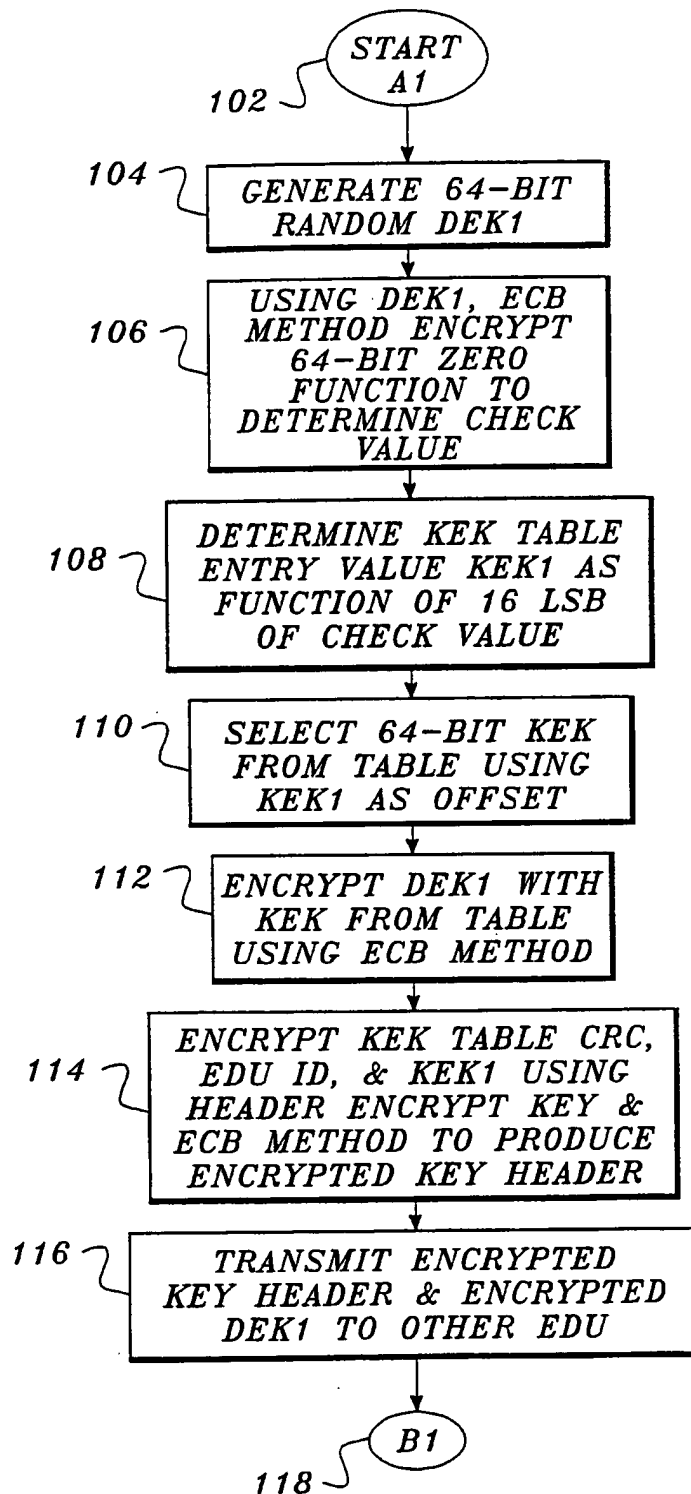 START
A1
102
104
GENERATE 64-BIT
RANDOM DEK1
106
USING DEK1, ECB
METHOD ENCRYPT
64-BIT ZERO
FUNCTION TO
DETERMINE CHECK
VALUE
108
DETERMINE KEK TABLE
ENTRY VALUE KEK1 AS
FUNCTION OF 16 LSB
OF CHECK VALUE
110
SELECT 64-BIT KEK
FROM TABLE USING
KEK1 AS OFFSET
112
ENCRYPT DEK1 WITH
KEK FROM TABLE
USING ECB METHOD
114
ENCRYPT KEK TABLE CRC,
EDU ID, & KEK1 USING
HEADER ENCRYPT KEY &
ECB METHOD TO PRODUCE
ENCRYPTED KEY HEADER
116
TRANSMIT ENCRYPTED
KEY HEADER & ENCRYPTED
DEK1 TO OTHER EDU
B1
118